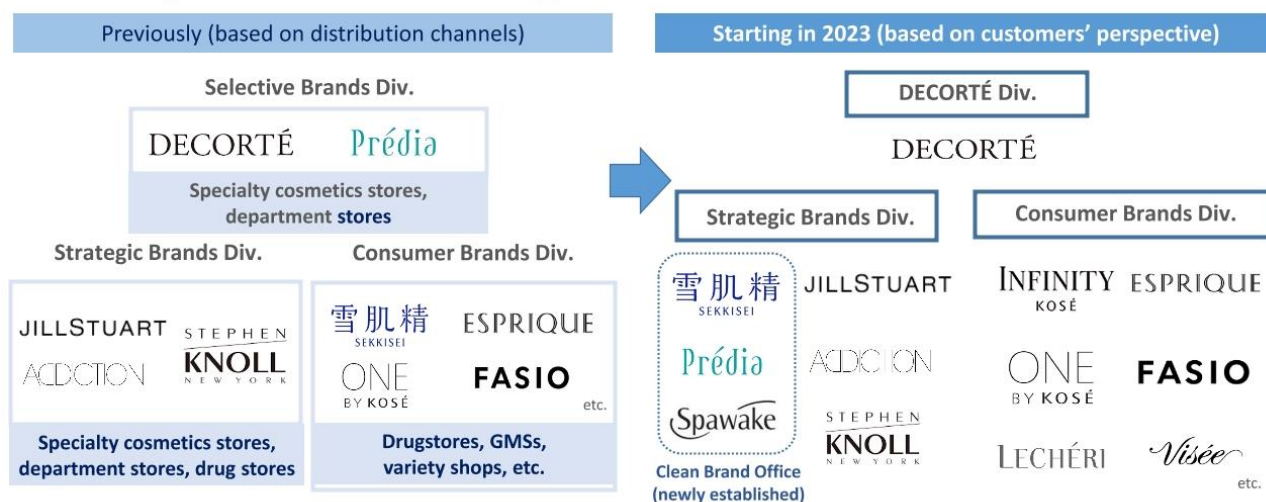 Previously (based on distribution channels)
Selective Brands Div.
DECORTÉ
Prédia
Specialty cosmetics stores,
department stores
Strategic Brands Div.
JILLSTUART
STEPHEN
KNOLL
NEW YORK
ADDICTION
Specialty cosmetics stores,
department stores, drug stores
Consumer Brands Div.
雪肌精
SEKKISEI
ESPRIQUE
ONE
BY KOSÉ
FASIO
etc.
Drugstores, GMSs,
variety shops, etc.
Starting in 2023 (based on customers’ perspective)
DECORTÉ Div.
DECORTÉ
Strategic Brands Div.
雪肌精
SEKKISEI
Prédia
Spawake
Clean Brand Office
(newly established)
JILLSTUART
ADDICTION
STEPHEN
KNOLL
NEW YORK
Consumer Brands Div.
INFINITY
KOSÉ
ESPRIQUE
ONE
BY KOSÉ
FASIO
LECHÉRI
Visée
etc.